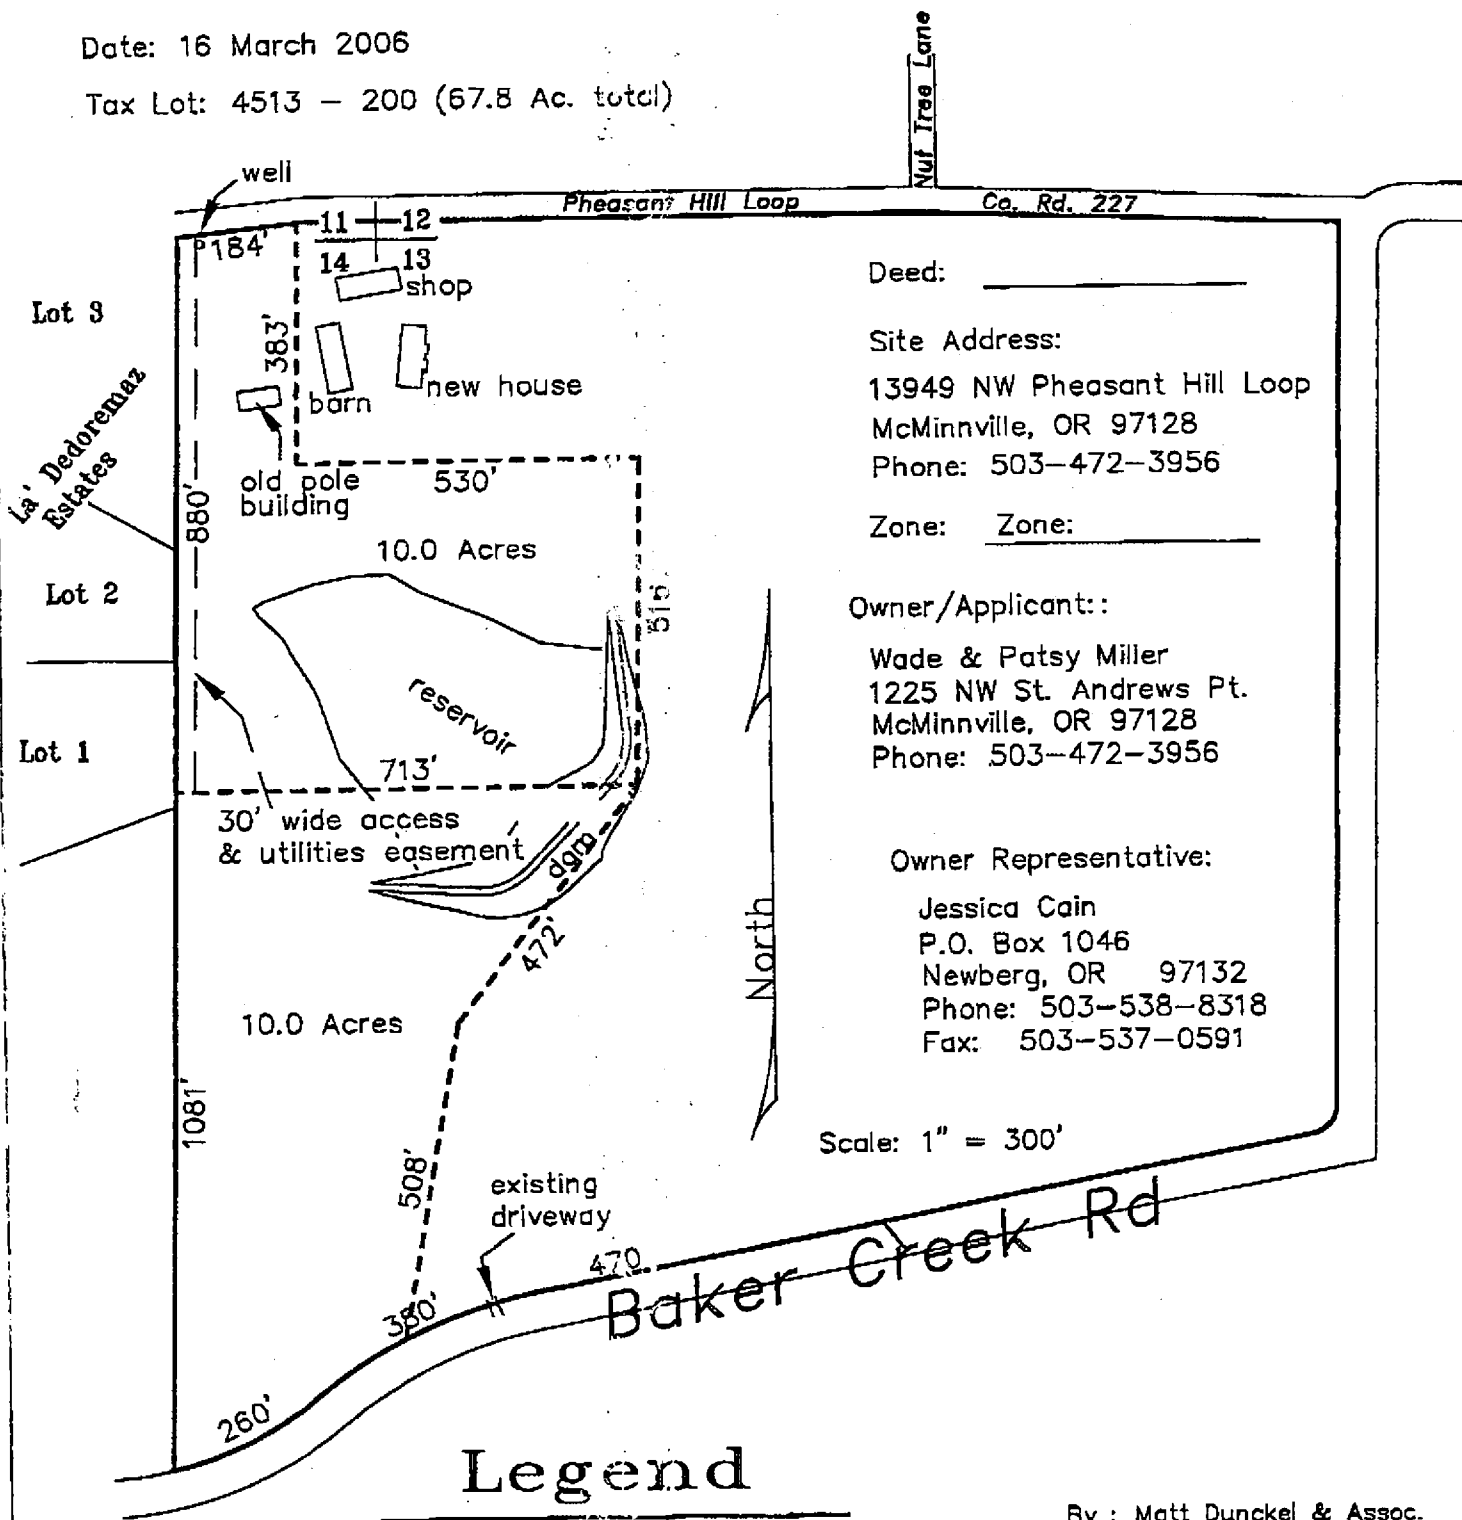 Date: 16 March 2006
Tax Lot: 4513 - 200 (67.8 Ac. total)
Nut Tree Lane
well
Pheasant Hill Loop Co. Rd. 227
184'
11 12
14 13
shop
Lot 3
383'
barn
new house
La' Dedoremaz
Estates
old pole
building
530'
880'
10.0 Acres
Lot 2
515'
reservoir
Lot 1
713'
30' wide access
& utilities easement
dam
472'
10.0 Acres
1081'
508'
existing
driveway
470
380'
260'
Baker Creek Rd
North
Deed:
Site Address:
13949 NW Pheasant Hill Loop
McMinnville, OR 97128
Phone: 503-472-3956
Zone: Zone:
Owner/Applicant::
Wade & Patsy Miller
1225 NW St. Andrews Pt.
McMinnville, OR 97128
Phone: 503-472-3956
Owner Representative:
Jessica Cain
P.O. Box 1046
Newberg, OR 97132
Phone: 503-538-8318
Fax: 503-537-0591
Scale: 1" = 300'
Legend
By : Matt Dunckel & Assoc.